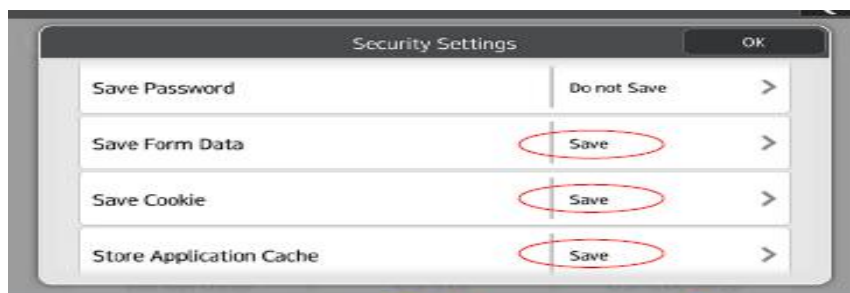 Security Settings OK
Save Password Do not Save >
Save Form Data Save >
Save Cookie Save >
Store Application Cache Save >